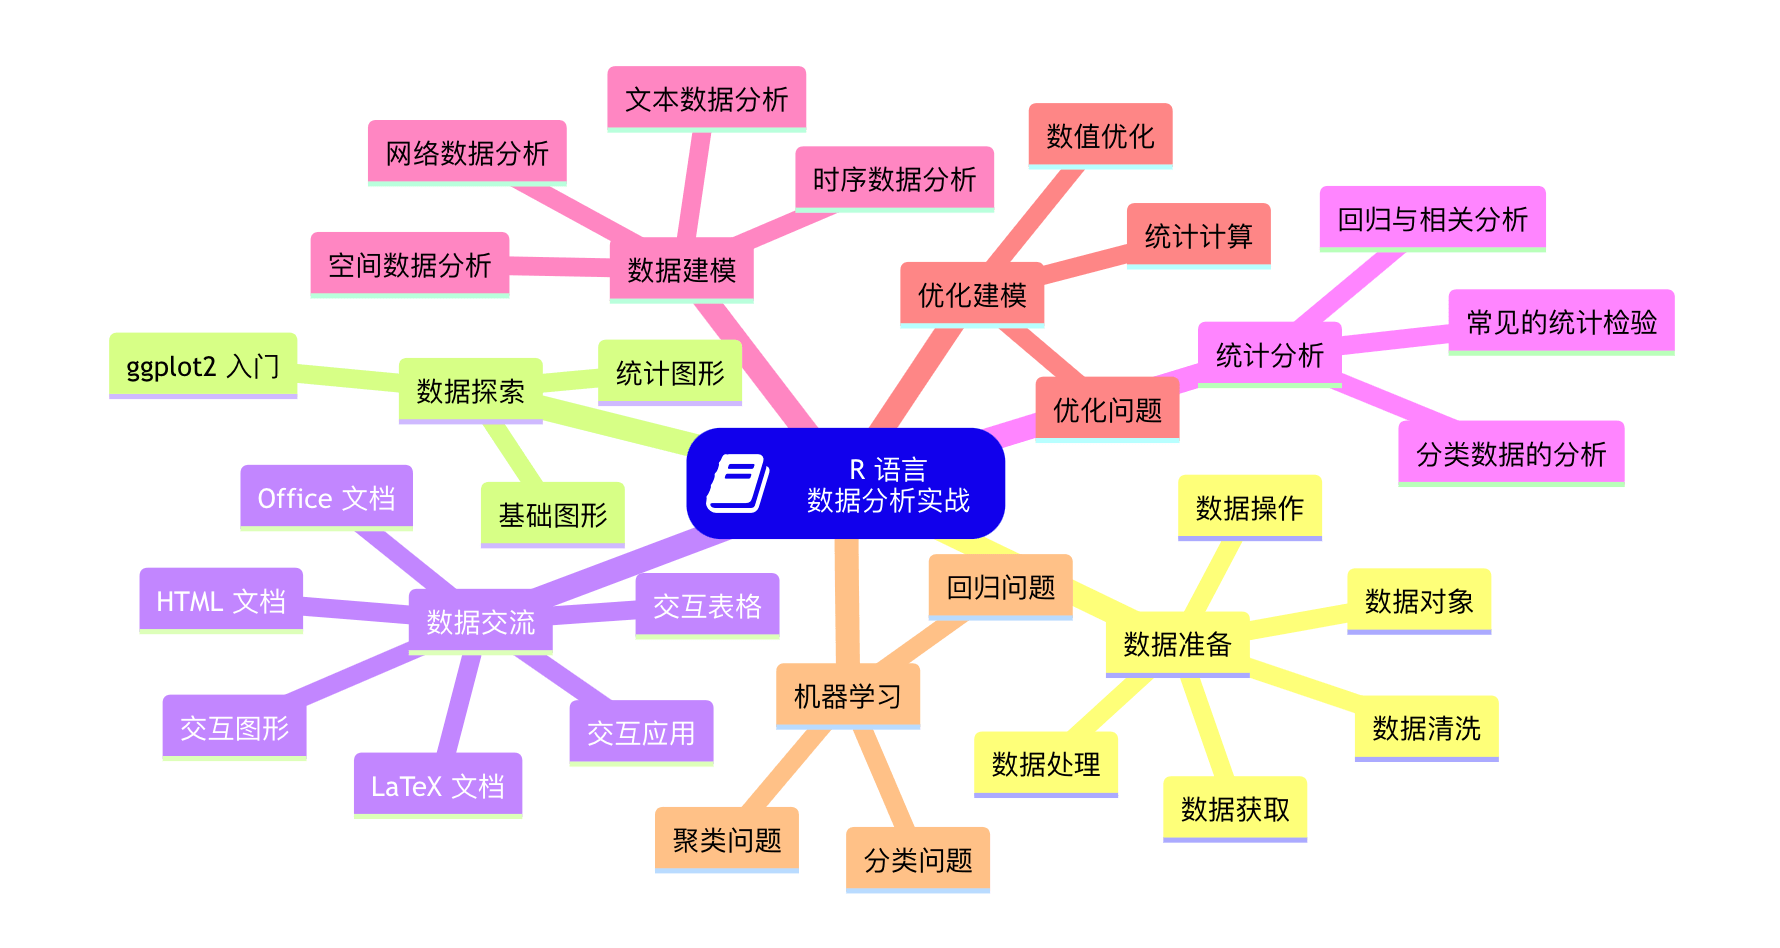 文本数据分析
网络数据分析
时序数据分析
空间数据分析
数据建模
数值优化
统计计算
优化建模
优化问题
回归与相关分析
常见的统计检验
统计分析
分类数据的分析
ggplot2 入门
数据探索
统计图形
基础图形
R 语言
数据分析实战
Office 文档
HTML 文档
数据交流
交互表格
交互图形
交互应用
LaTeX 文档
回归问题
机器学习
聚类问题
分类问题
数据操作
数据对象
数据准备
数据清洗
数据处理
数据获取